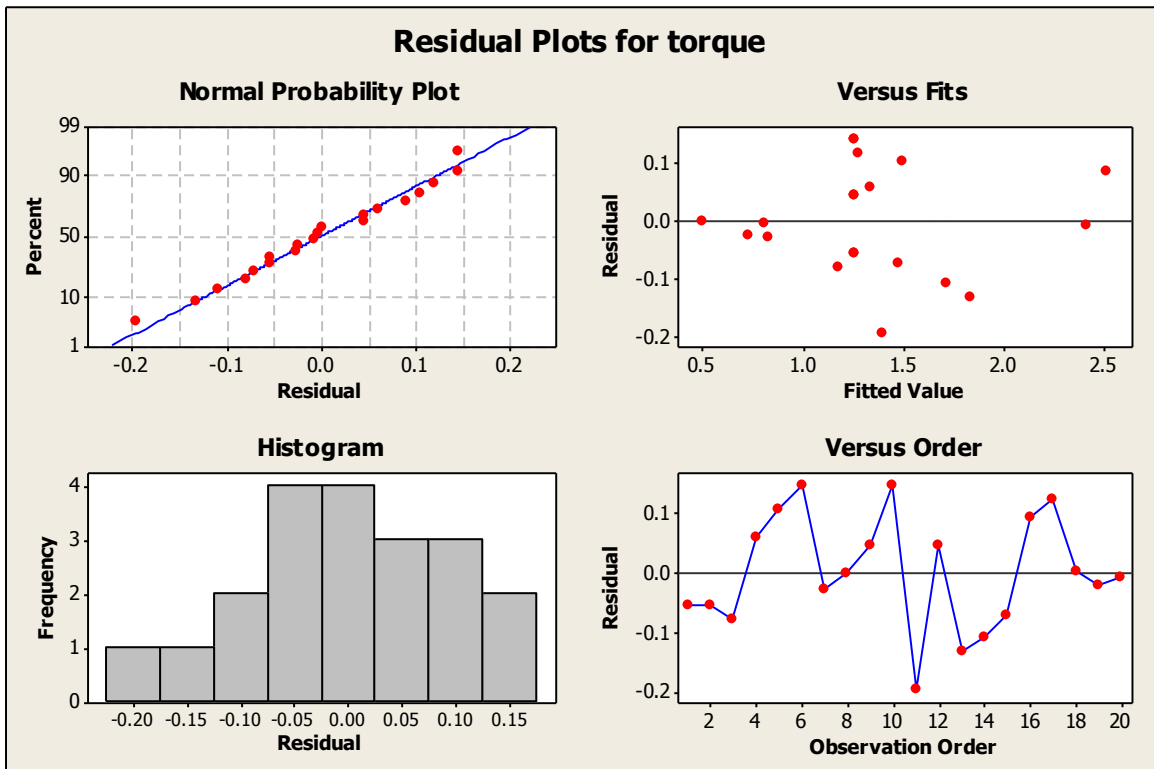 Residual Plots for torque
Normal Probability Plot
99
90
50
10
1
Percent
-0.2 -0.1 0.0 0.1 0.2
Residual
Versus Fits
0.1
0.0
-0.1
-0.2
Residual
0.5 1.0 1.5 2.0 2.5
Fitted Value
Histogram
4
3
2
1
0
Frequency
-0.20 -0.15 -0.10 -0.05 0.00 0.05 0.10 0.15
Residual
Versus Order
0.1
0.0
-0.1
-0.2
Residual
2 4 6 8 10 12 14 16 18 20
Observation Order